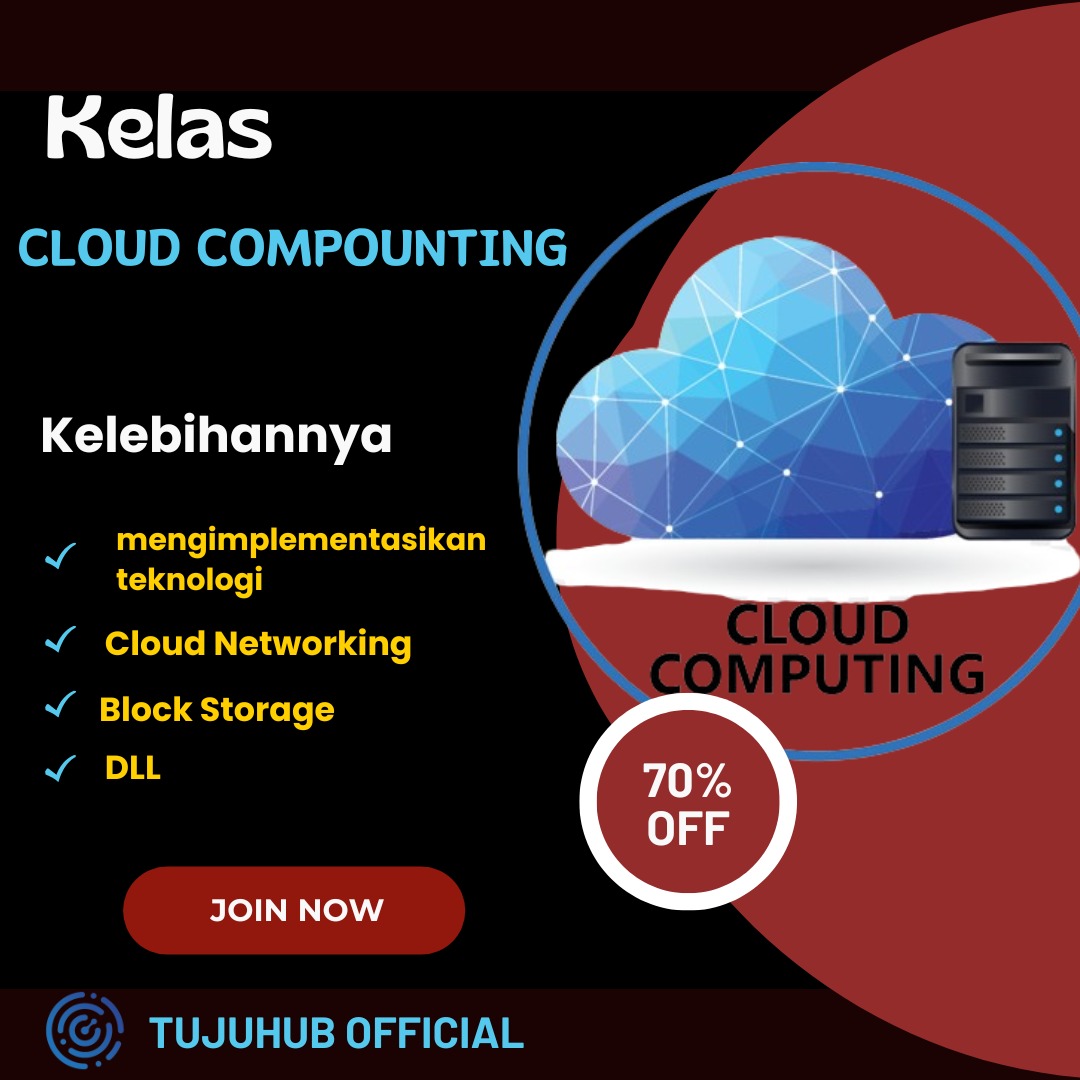 Kelas
CLOUD COMPOUNTING
Kelebihannya
mengimplementasikan
teknologi
Cloud Networking
Block Storage
DLL
JOIN NOW
TUJUHUB OFFICIAL
CLOUD
COMPUTING
70%
OFF